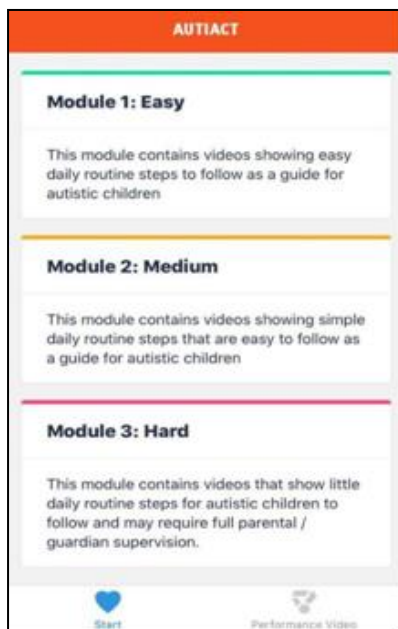 AUTIACT
Module 1: Easy
This module contains videos showing easy
daily routine steps to follow as a guide for
autistic children
Module 2: Medium
This module contains videos showing simple
daily routine steps that are easy to follow as
a guide for autistic children
Module 3: Hard
This module contains videos that show little
daily routine steps for autistic children to
follow and may require full parental /
guardian supervision.
Start
Performance Video